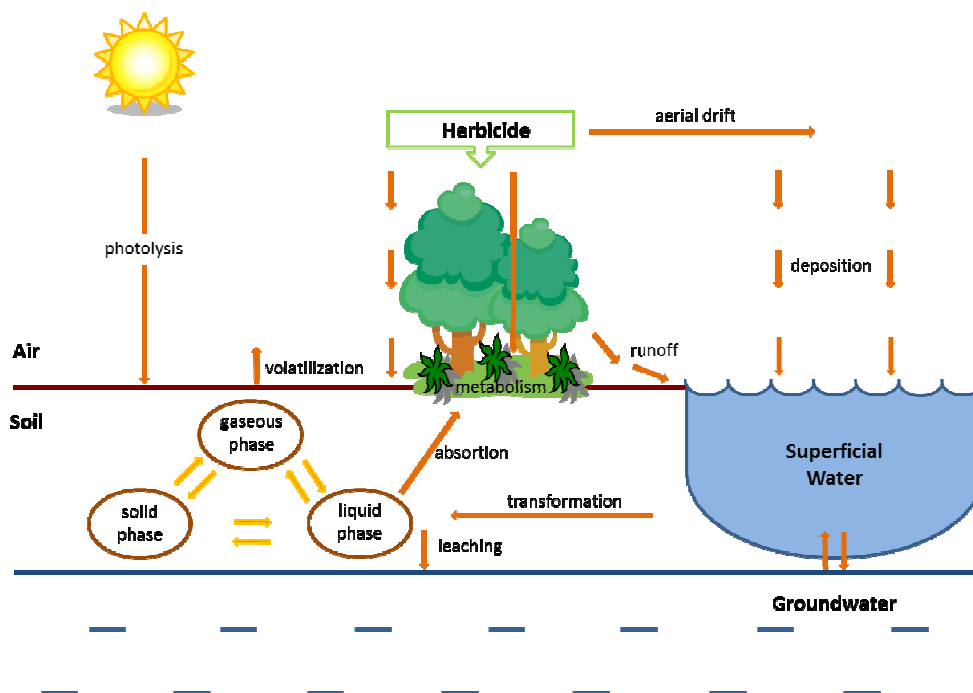 Harbicide
aerial drift
photolysis
deposition
Air
volatilization
runoff
metabolism
Soil
gaseous
phase
absortion
Superficial
Water
solid
phase
liquid
phase
transformation
leaching
Groundwater